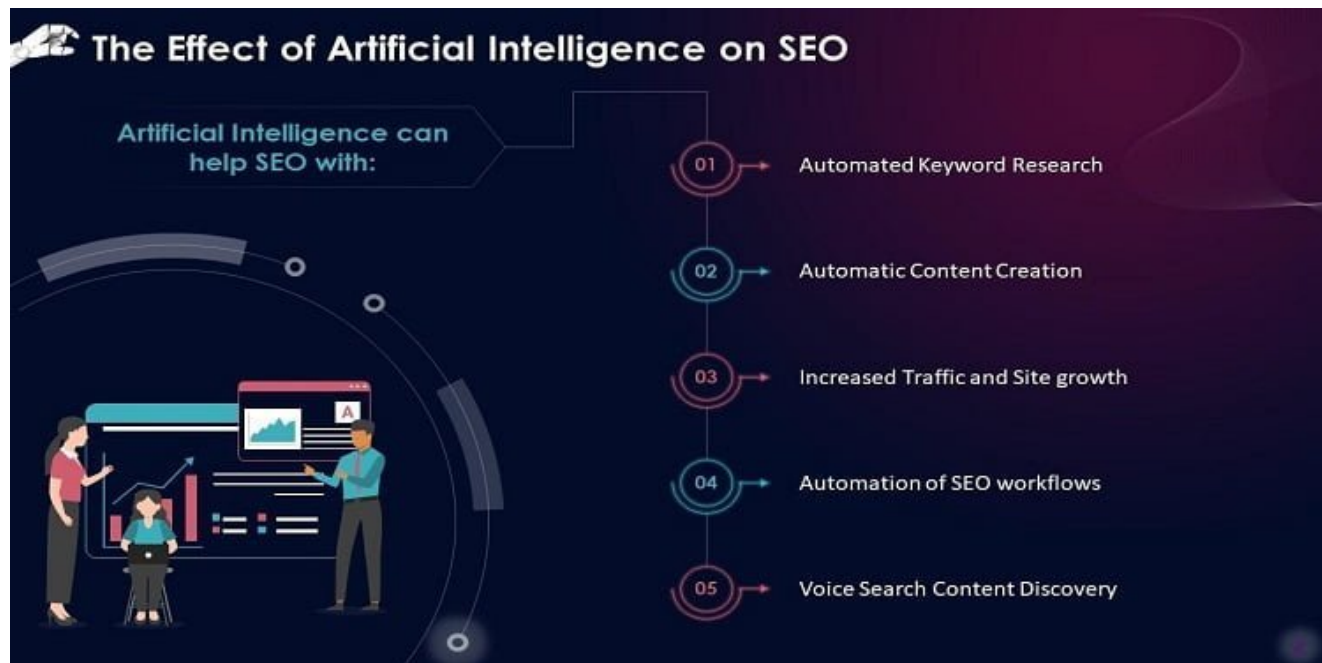 The Effect of Artificial Intelligence on SEO
Artificial Intelligence can
help SEO with:
01
Automated Keyword Research
02
Automatic Content Creation
03
Increased Traffic and Site growth
04
Automation of SEO workflows
05
Voice Search Content Discovery
A